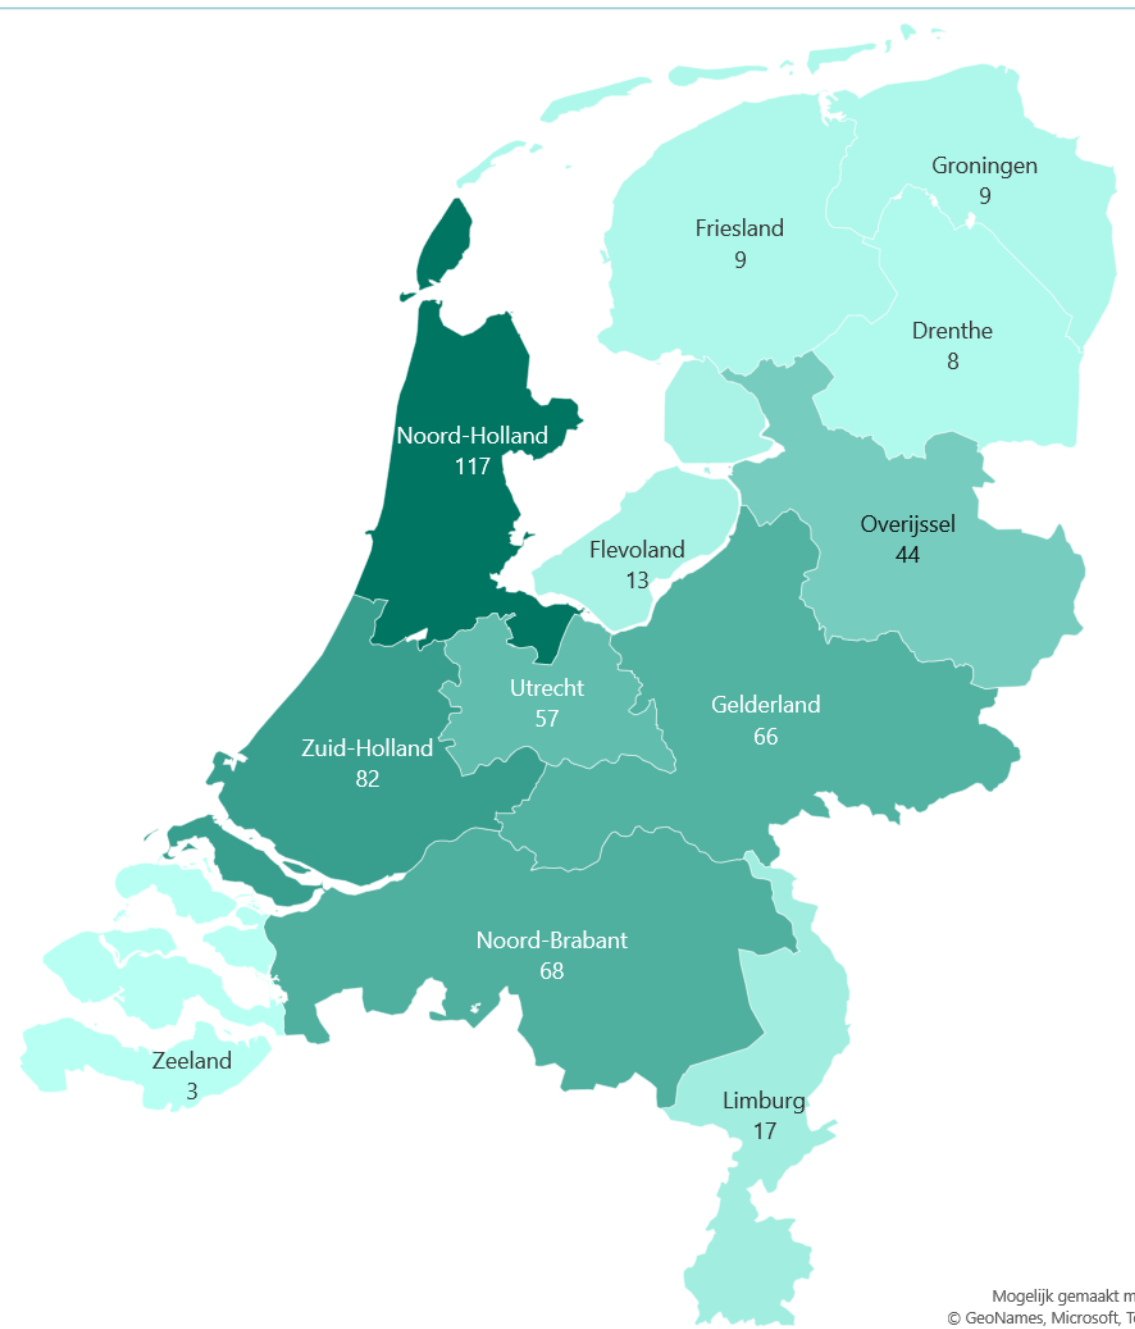 Groningen
9
Friesland
9
Drenthe
8
Noord-Holland
117
Overijssel
44
Flevoland
13
Utrecht
57
Gelderland
66
Zuid-Holland
82
Noord-Brabant
68
Zeeland
3
Limburg
17
Mogelijk gemaakt m
© GeoNames, Microsoft, T